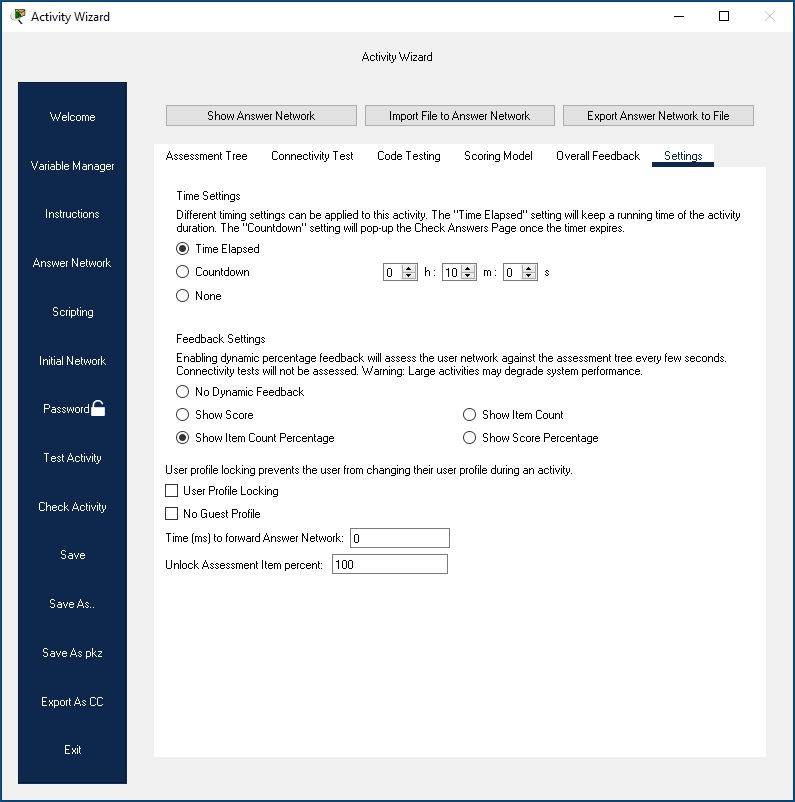 Activity Wizard
Activity Wizard
Welcome
Variable Manager
Instructions
Answer Network
Scripting
Initial Network
Password
Test Activity
Check Activity
Save
Save As..
Save As pkz
Export As CC
Exit
Show Answer Network
Import File to Answer Network
Export Answer Network to File
Assessment Tree
Connectivity Test
Code Testing
Scoring Model
Overall Feedback
Settings
Time Settings
Different timing settings can be applied to this activity. The "Time Elapsed" setting will keep a running time of the activity
duration. The "Countdown" setting will pop-up the Check Answers Page once the timer expires.
Time Elapsed
Countdown 0 h : 10 m : 0 s
None
Feedback Settings
Enabling dynamic percentage feedback will assess the user network against the assessment tree every few seconds.
Connectivity tests will not be assessed. Warning: Large activities may degrade system performance.
No Dynamic Feedback
Show Score
Show Item Count
Show Item Count Percentage
Show Score Percentage
User profile locking prevents the user from changing their user profile during an activity.
User Profile Locking
No Guest Profile
Time (ms) to forward Answer Network: 0
Unlock Assessment Item percent: 100